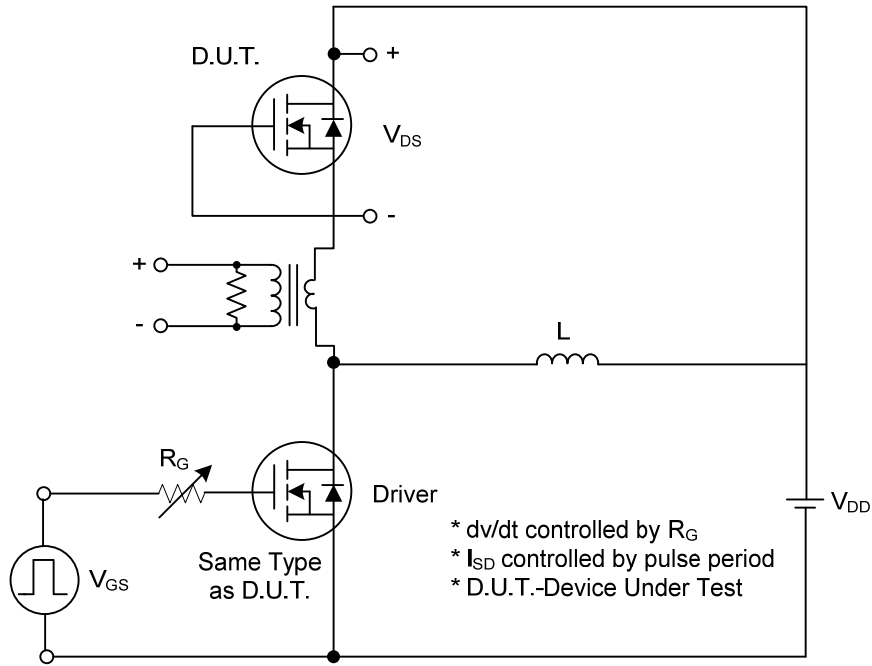 D.U.T.
+
VDS
-
+
-
L
RG
Driver
VDD
VGS
Same Type
as D.U.T.
* dv/dt controlled by RG
* ISD controlled by pulse period
* D.U.T.-Device Under Test